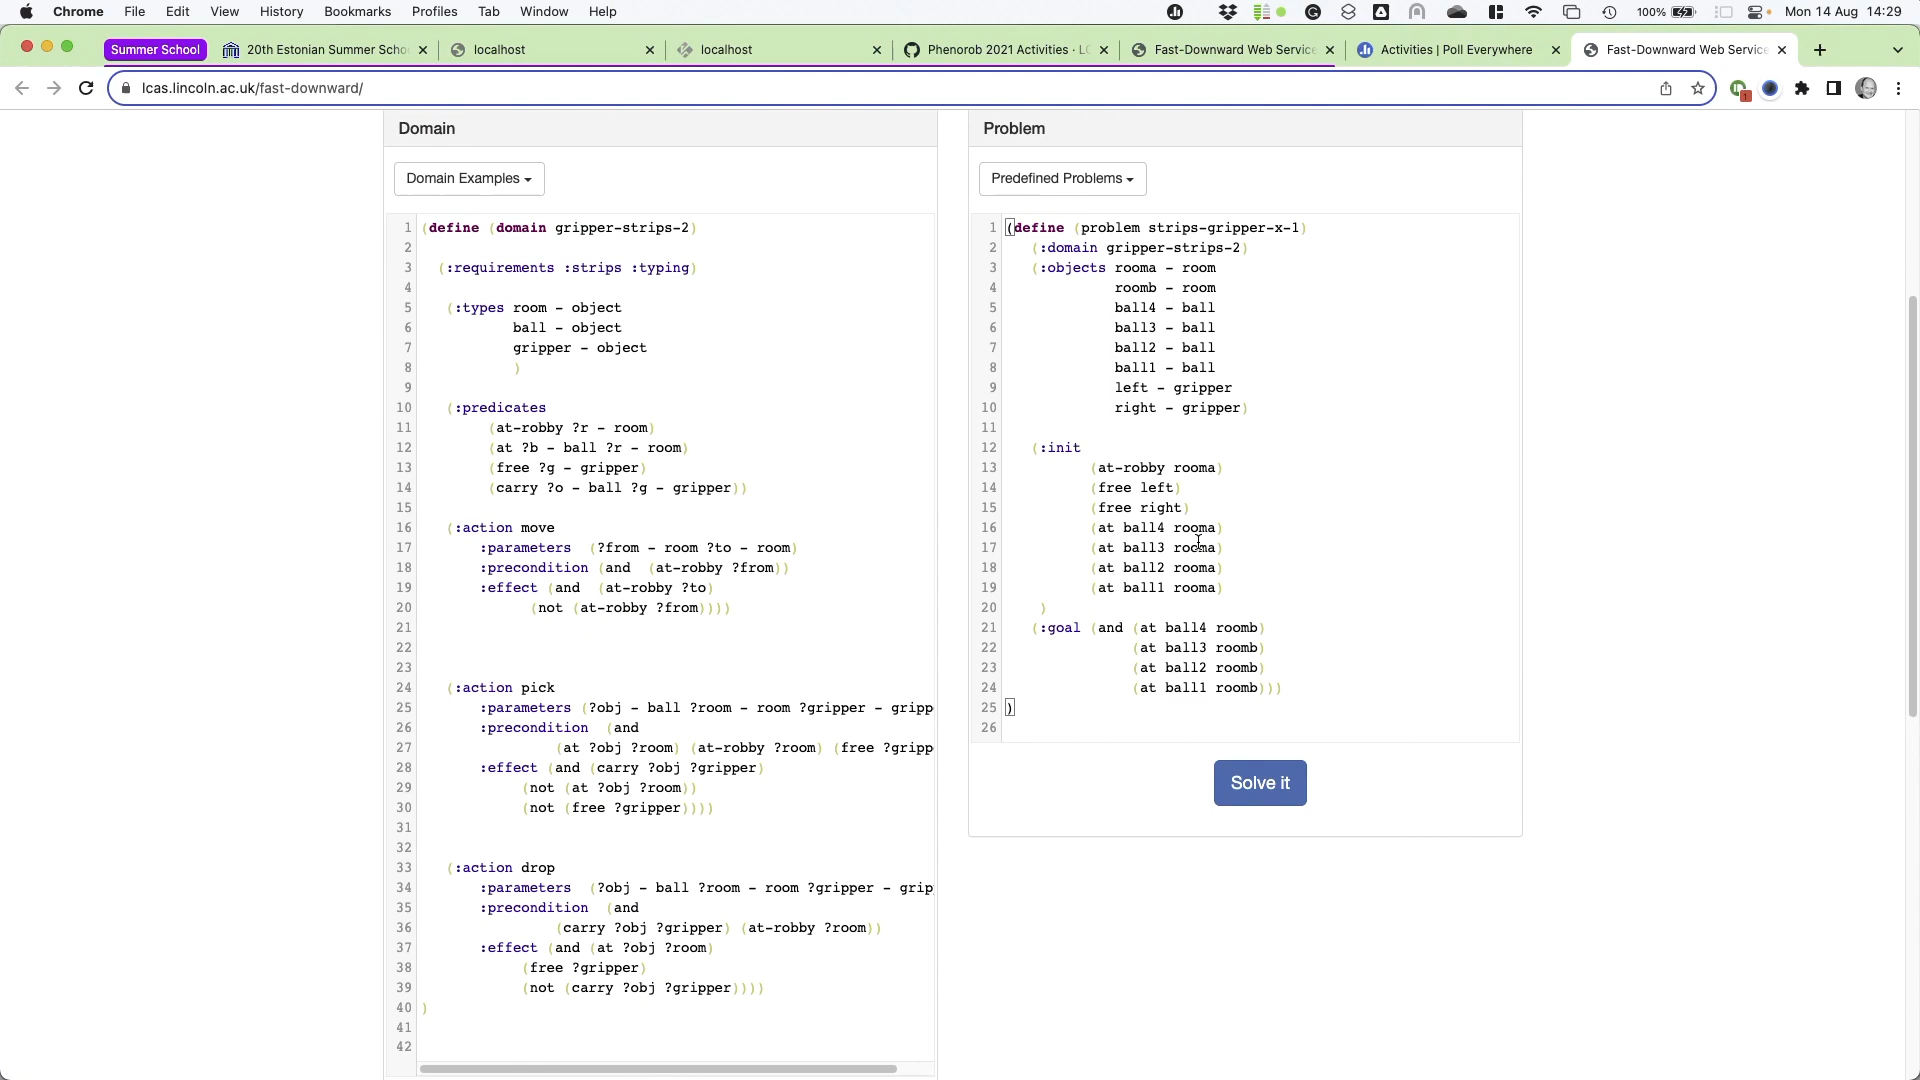 Chrome File Edit View History Bookmarks Profiles Tab Window Help 100% Mon 14 Aug 14:29
Summer School 20th Estonian Summer Scho localhost localhost Phenorob 2021 Activities · LC Fast-Downward Web Service Activities | Poll Everywhere Fast-Downward Web Service
lcas.lincoln.ac.uk/fast-downward/
Domain
Domain Examples
1 (define (domain gripper-strips-2)
2
3 (:requirements :strips :typing)
4
5 (:types room - object
6 ball - object
7 gripper - object
8 )
9
10 (:predicates
11 (at-robby ?r - room)
12 (at ?b - ball ?r - room)
13 (free ?g - gripper)
14 (carry ?o - ball ?g - gripper))
15
16 (:action move
17 :parameters (?from - room ?to - room)
18 :precondition (and (at-robby ?from))
19 :effect (and (at-robby ?to)
20 (not (at-robby ?from))))
21
22
23
24 (:action pick
25 :parameters (?obj - ball ?room - room ?gripper - gripp
26 :precondition (and
27 (at ?obj ?room) (at-robby ?room) (free ?gripp
28 :effect (and (carry ?obj ?gripper)
29 (not (at ?obj ?room))
30 (not (free ?gripper))))
31
32
33 (:action drop
34 :parameters (?obj - ball ?room - room ?gripper - grip
35 :precondition (and
36 (carry ?obj ?gripper) (at-robby ?room))
37 :effect (and (at ?obj ?room)
38 (free ?gripper)
39 (not (carry ?obj ?gripper))))
40 )
41
42
Problem
Predefined Problems
1 (define (problem strips-gripper-x-1)
2 (:domain gripper-strips-2)
3 (:objects rooma - room
4 roomb - room
5 ball4 - ball
6 ball3 - ball
7 ball2 - ball
8 ball1 - ball
9 left - gripper
10 right - gripper)
11
12 (:init
13 (at-robby rooma)
14 (free left)
15 (free right)
16 (at ball4 rooma)
17 (at ball3 rooma)
18 (at ball2 rooma)
19 (at ball1 rooma)
20 )
21 (:goal (and (at ball4 roomb)
22 (at ball3 roomb)
23 (at ball2 roomb)
24 (at ball1 roomb)))
25 )
26
Solve it